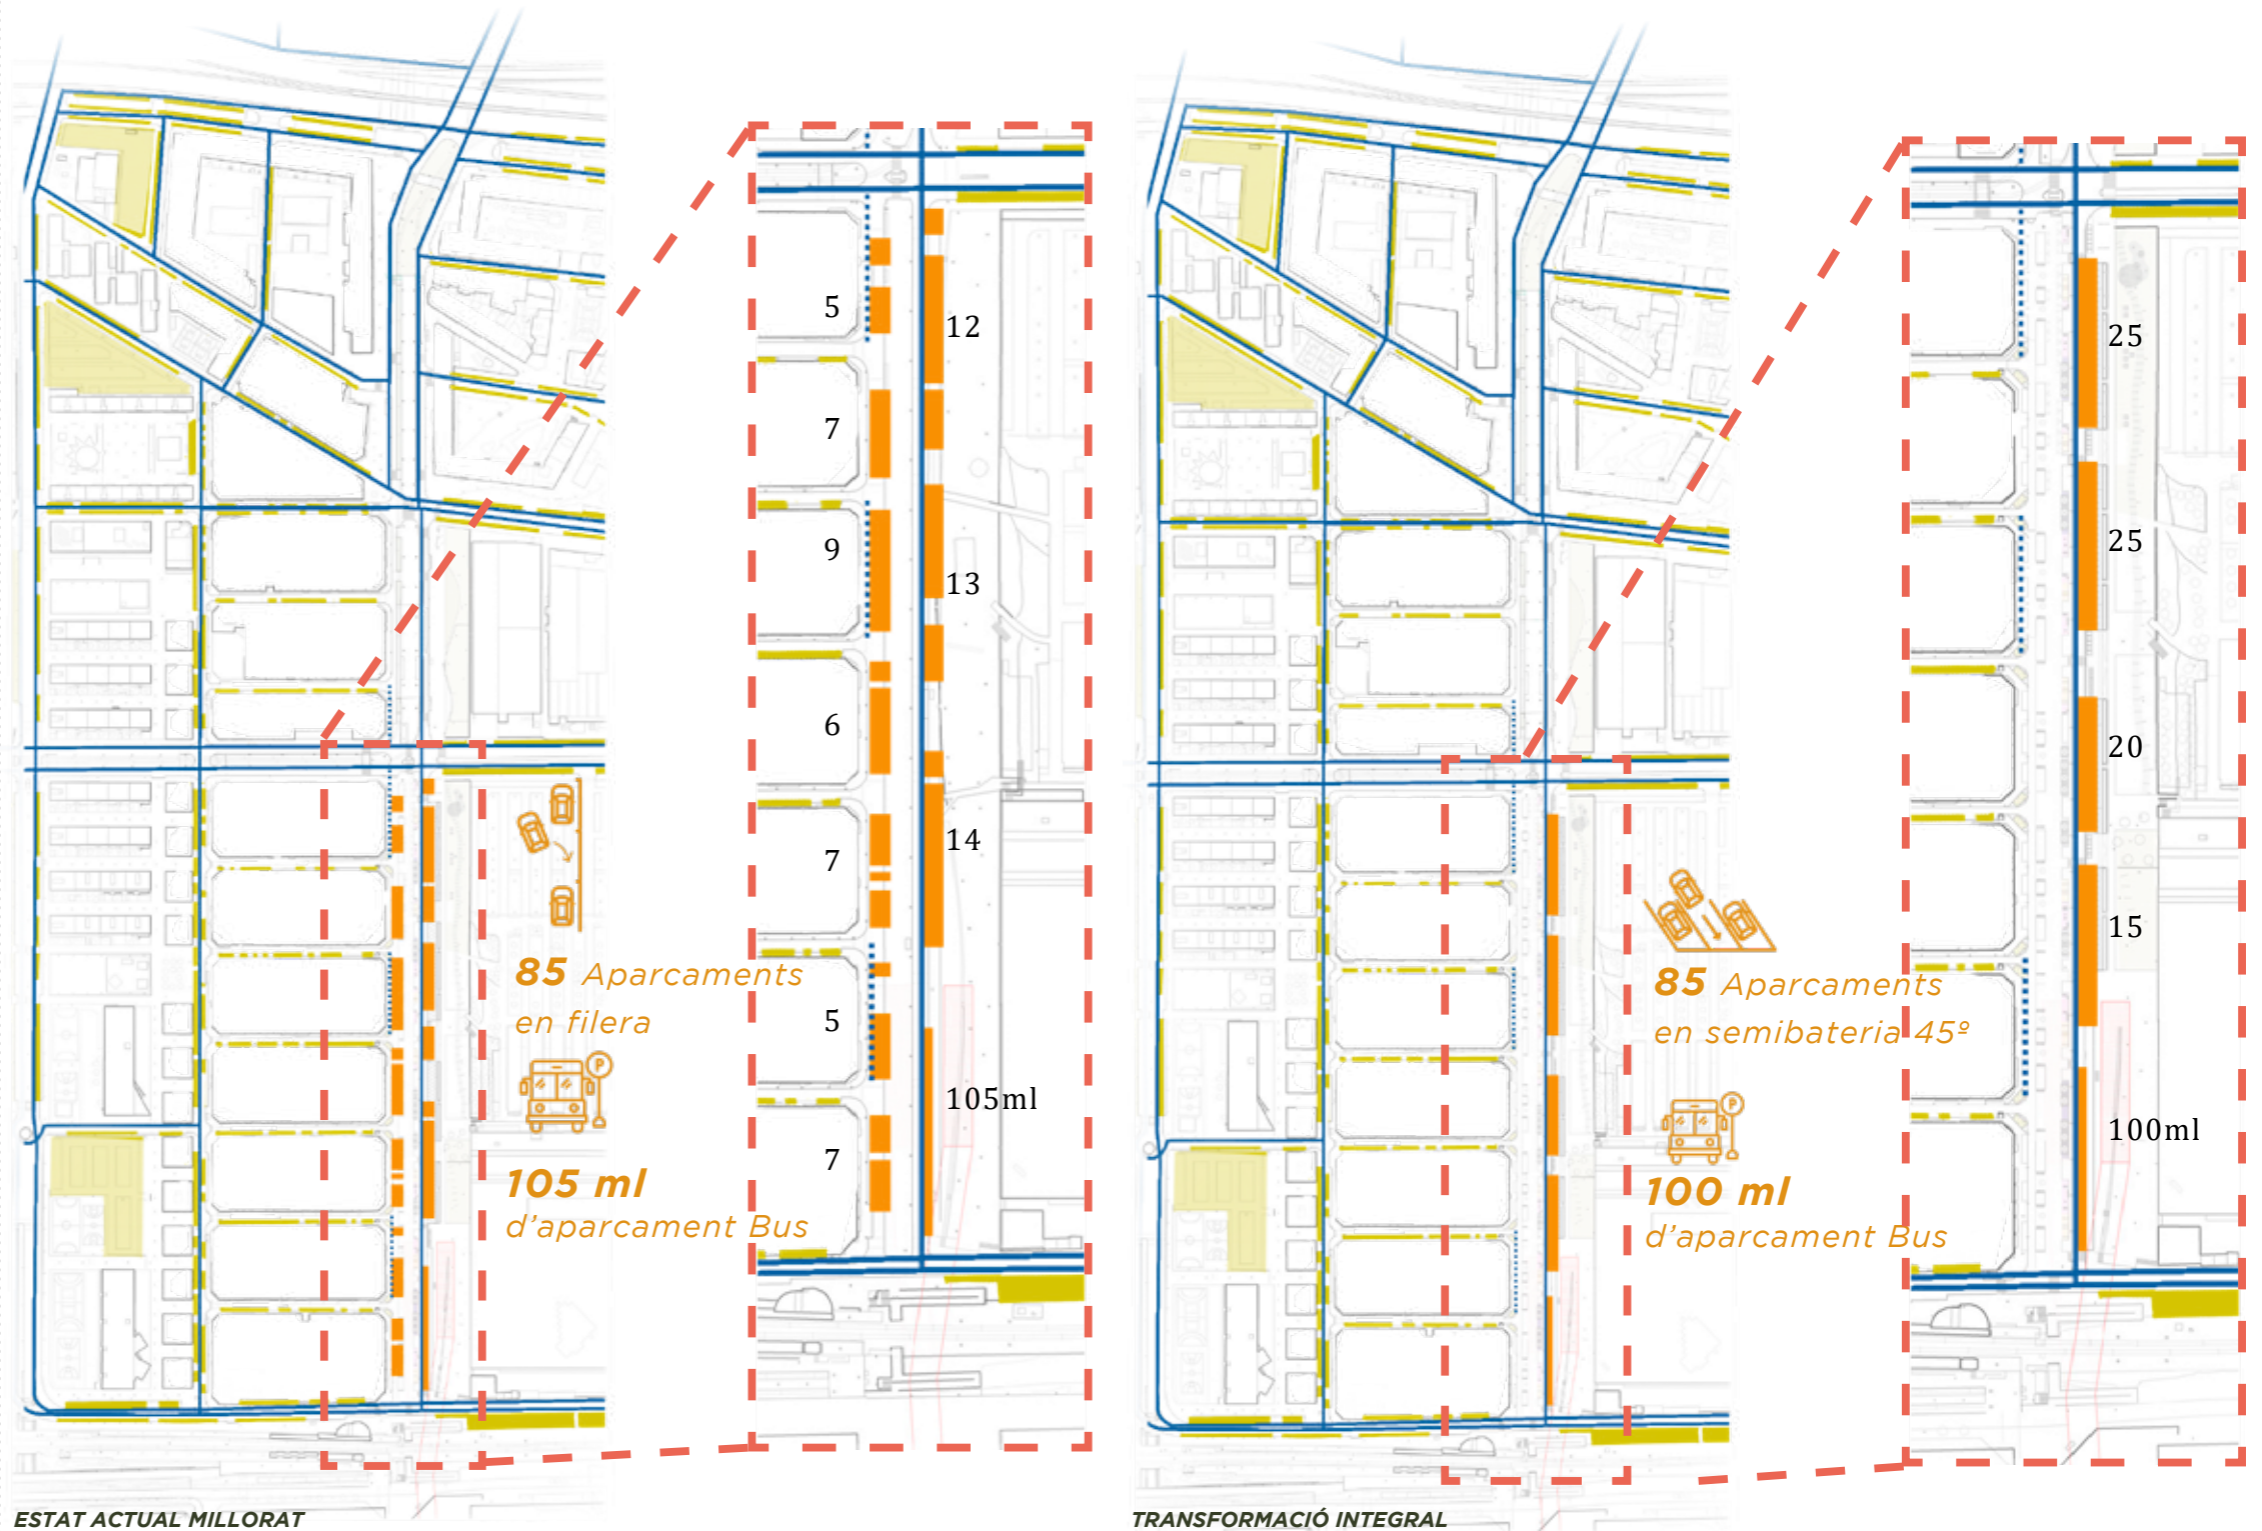 5
12
7
9
13
6
7
14
5
105ml
7
85 Aparcaments
en filera
P
105 ml
d'aparcament Bus
ESTAT ACTUAL MILLORAT
25
25
20
15
100ml
85 Aparcaments
en semibateria 45º
P
100 ml
d'aparcament Bus
TRANSFORMACIÓ INTEGRAL